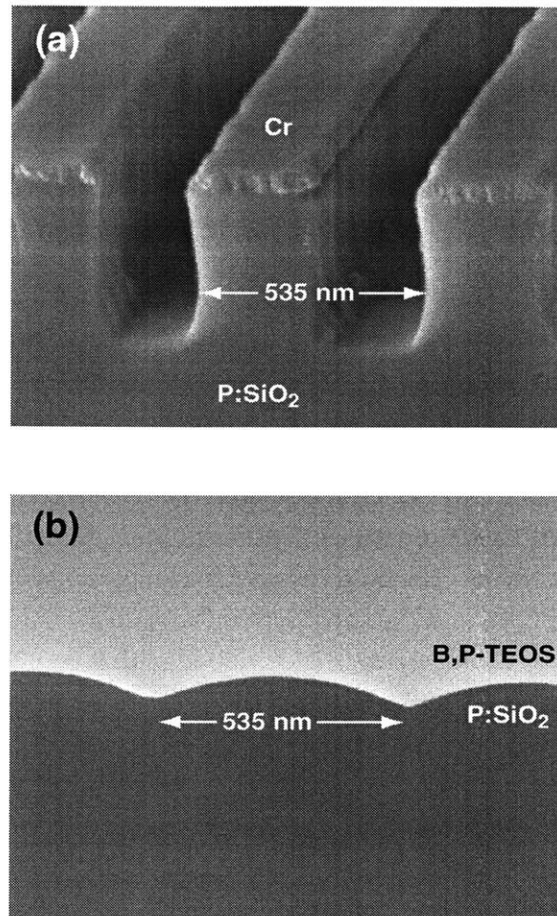 (a)
Cr
535 nm
P:SiO₂
(b)
B,P-TEOS
P:SiO₂
535 nm